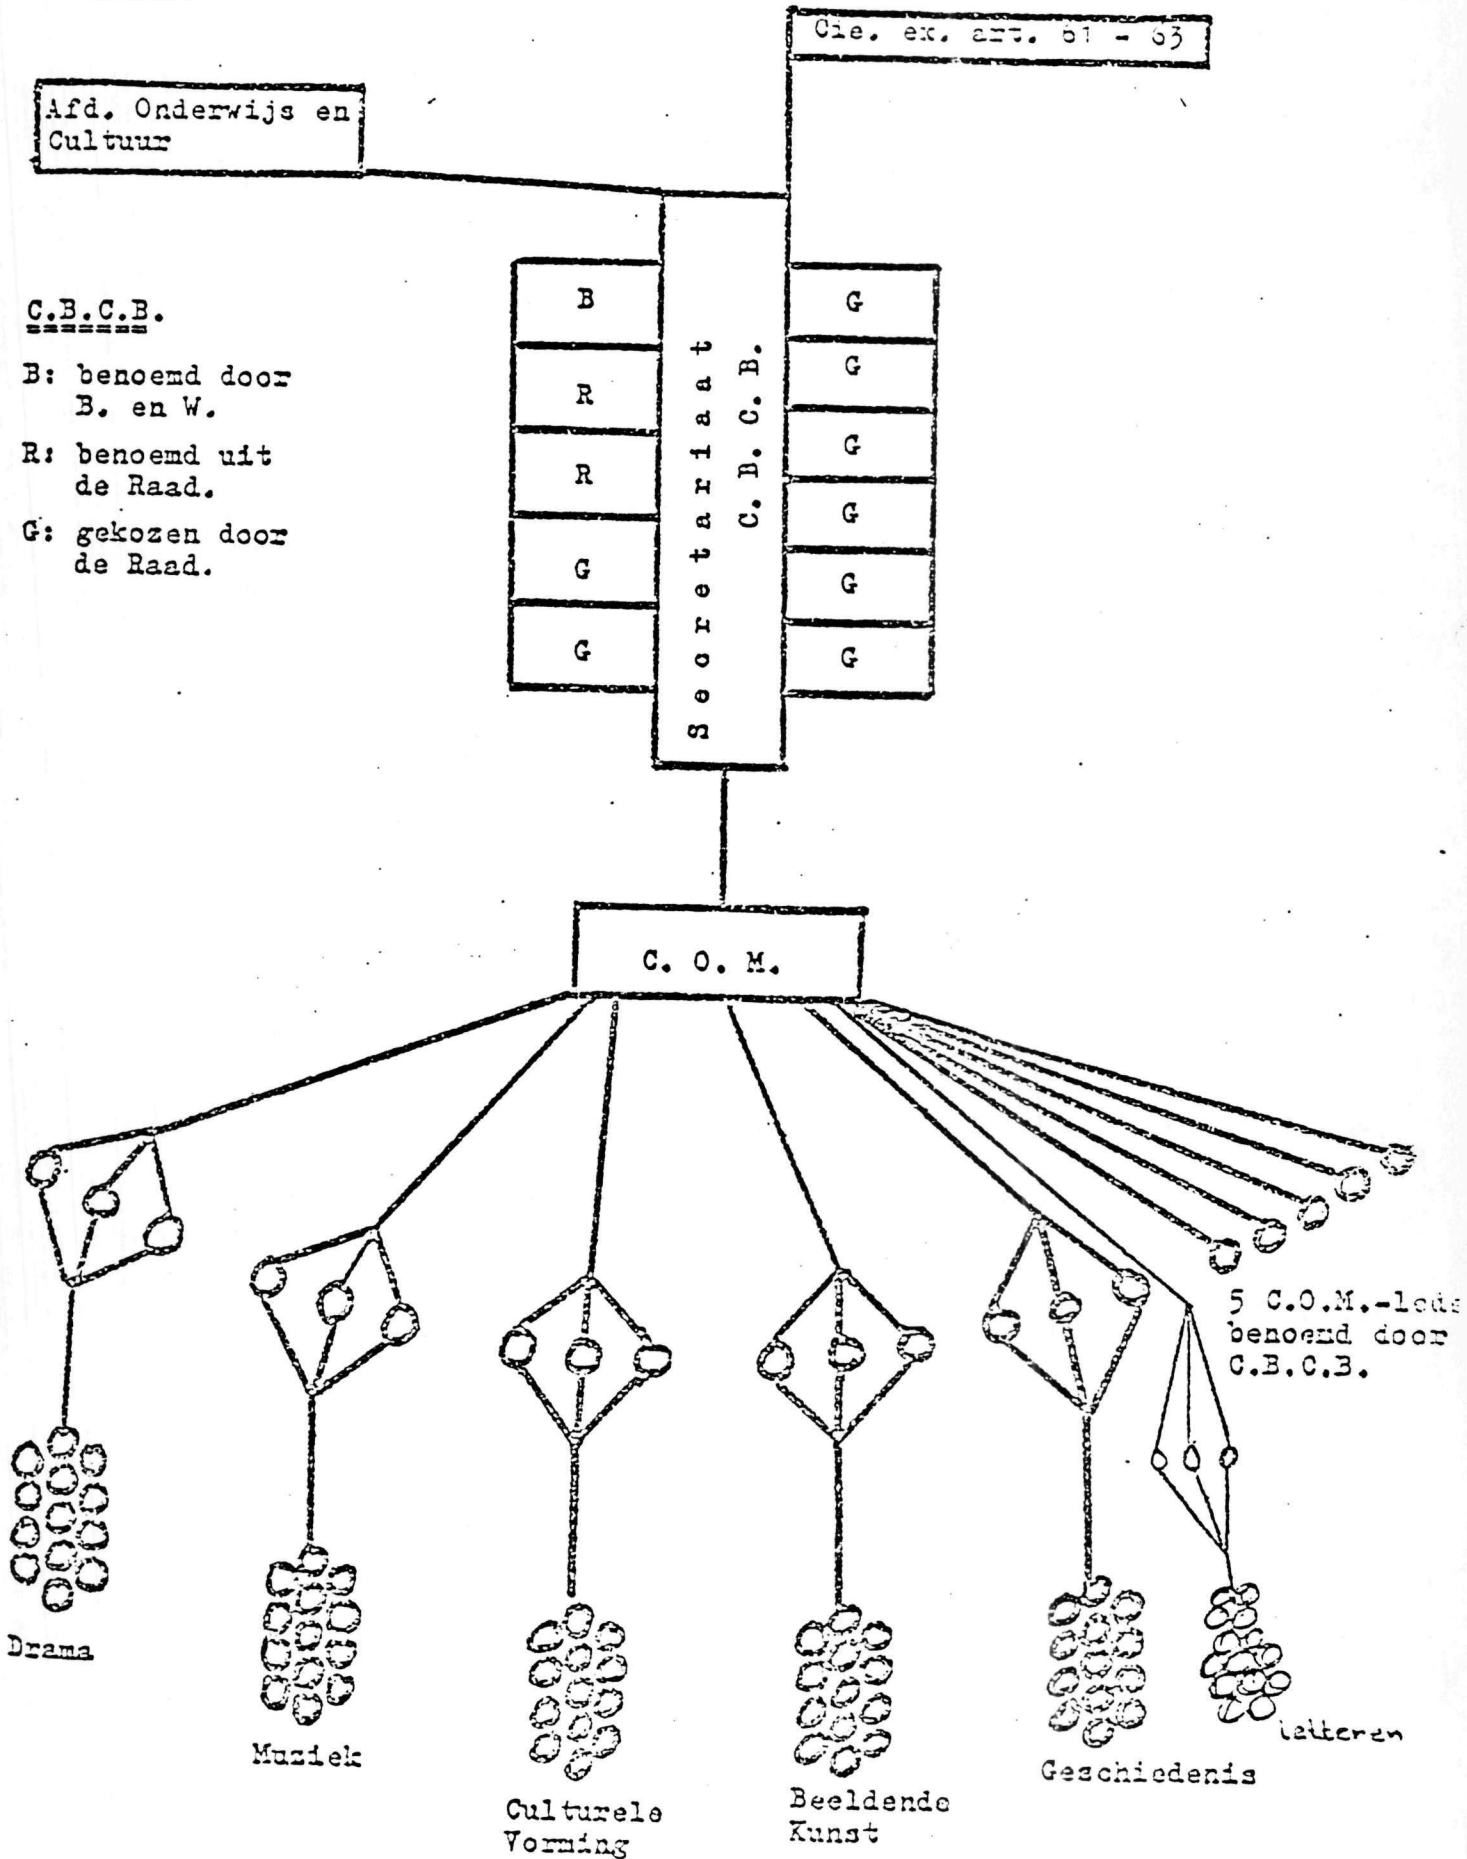 Cie. ex. art. 61 - 63
Afd. Onderwijs en
Cultuur
C.B.C.B.
B: benoemd door
B. en W.
R: benoemd uit
de Raad.
G: gekozen door
de Raad.
B
R
R
G
G
Secretariaat
C. B. C. B.
G
G
G
G
G
G
C. O. M.
5 C.O.M.-leds
benoemd door
C.B.C.B.
Drama
Muziek
Culturele
Vorming
Beeldende
Kunst
Geschiedenis
letteren